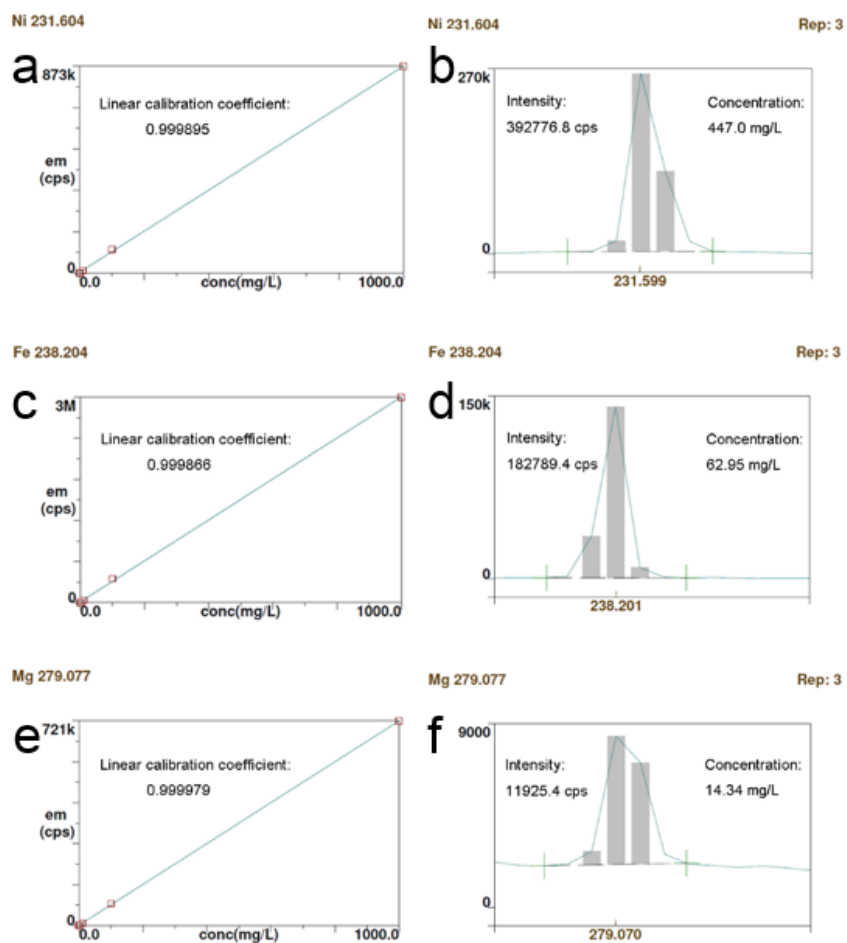 Ni 231.604
a
873k
Linear calibration coefficient:
0.999895
em
(cps)
0
0.0
conc(mg/L)
1000.0
Ni 231.604
Rep: 3
b
270k
Intensity:
392776.8 cps
Concentration:
447.0 mg/L
0
231.599
Fe 238.204
c
3M
Linear calibration coefficient:
0.999866
em
(cps)
0
0.0
conc(mg/L)
1000.0
Fe 238.204
Rep: 3
d
150k
Intensity:
182789.4 cps
Concentration:
62.95 mg/L
0
238.201
Mg 279.077
e
721k
Linear calibration coefficient:
0.999979
em
(cps)
0
0.0
conc(mg/L)
1000.0
Mg 279.077
Rep: 3
f
9000
Intensity:
11925.4 cps
Concentration:
14.34 mg/L
0
279.070